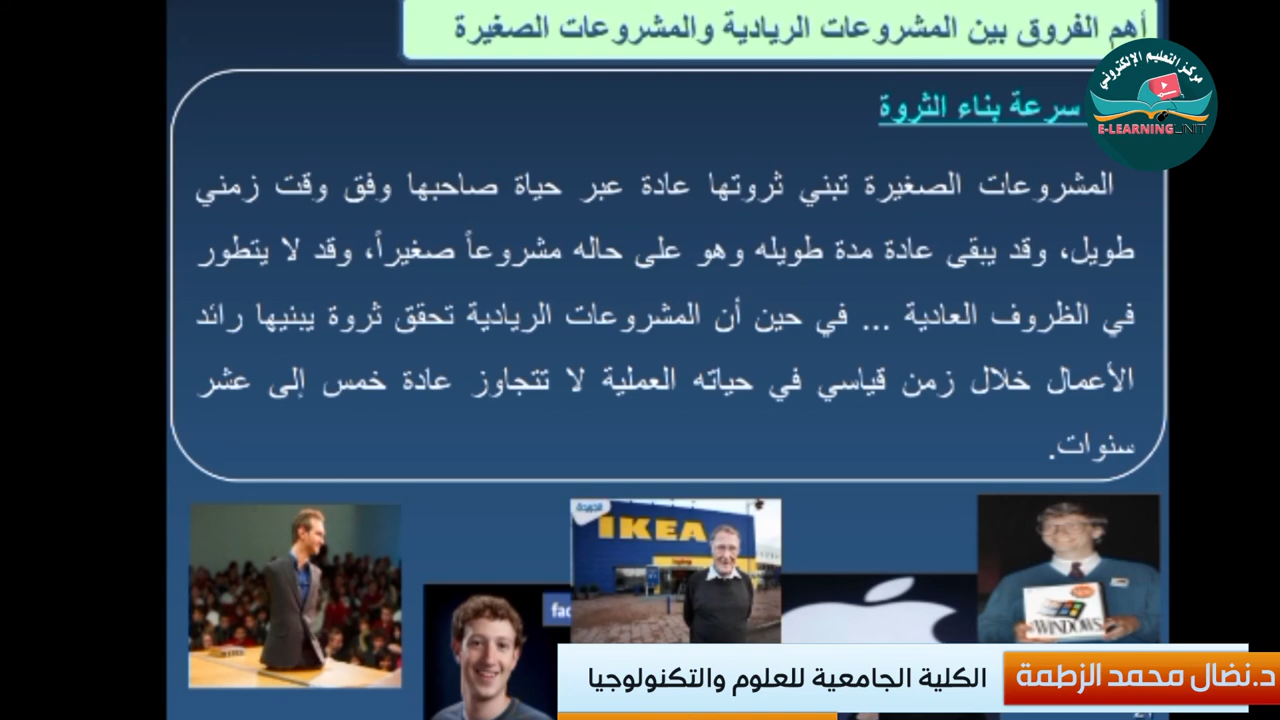 أهم الفروق بين المشروعات الريادية والمشروعات الصغيرة
مركز التعليم الإلكتروني
E-LEARNING UNIT
سرعة بناء الثروة
المشروعات الصغيرة تبني ثروتها عادة عبر حياة صاحبها وفق وقت زمني
طويل، وقد يبقى عادة مدة طويله وهو على حاله مشروعاً صغيراً، وقد لا يتطور
في الظروف العادية ... في حين أن المشروعات الريادية تحقق ثروة يبنيها رائد
الأعمال خلال زمن قياسي في حياته العملية لا تتجاوز عادة خمس إلى عشر
سنوات.
IKEA
WINDOWS
د.نضال محمد الزطمة
الكلية الجامعية للعلوم والتكنولوجيا